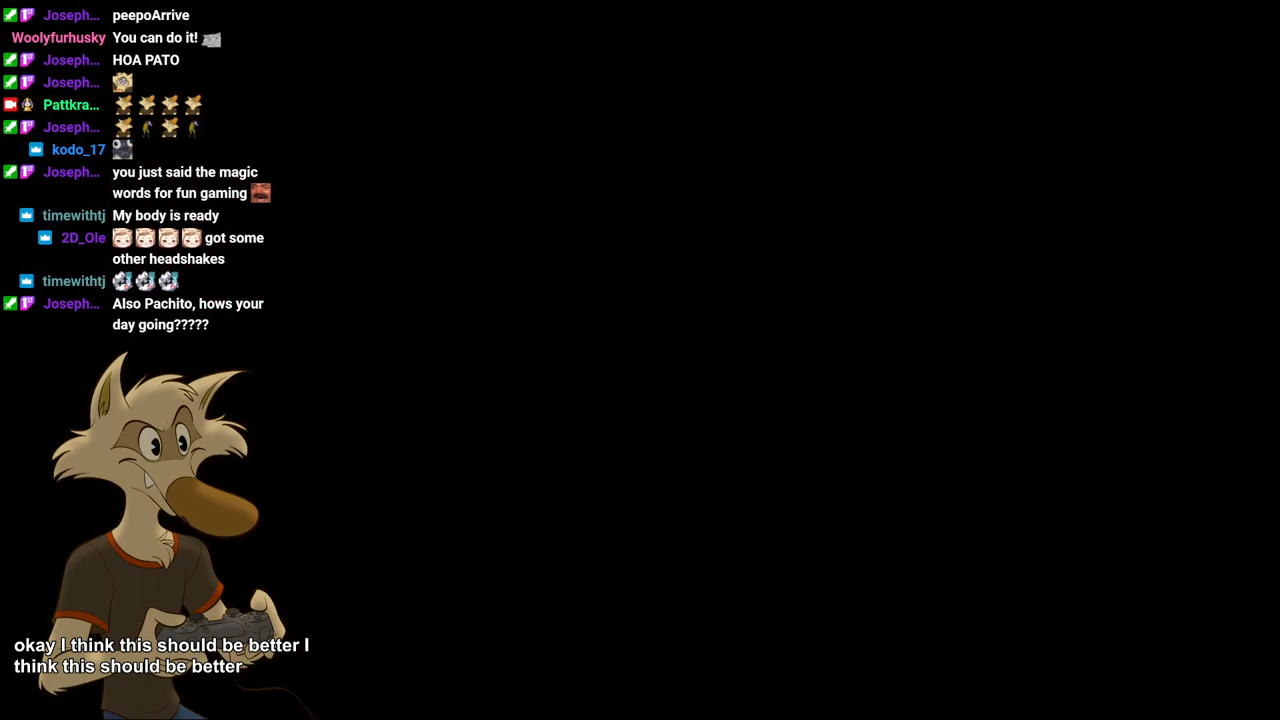 Joseph... peepoArrive
Woolyfurhusky You can do it!
Joseph... HOA PATO
Joseph...
Pattkra...
Joseph...
kodo_17
Joseph... you just said the magic
words for fun gaming
timewithtj My body is ready
2D_Ole got some
other headshakes
timewithtj
Joseph... Also Pachito, hows your
day going?????
okay I think this should be better I
think this should be better